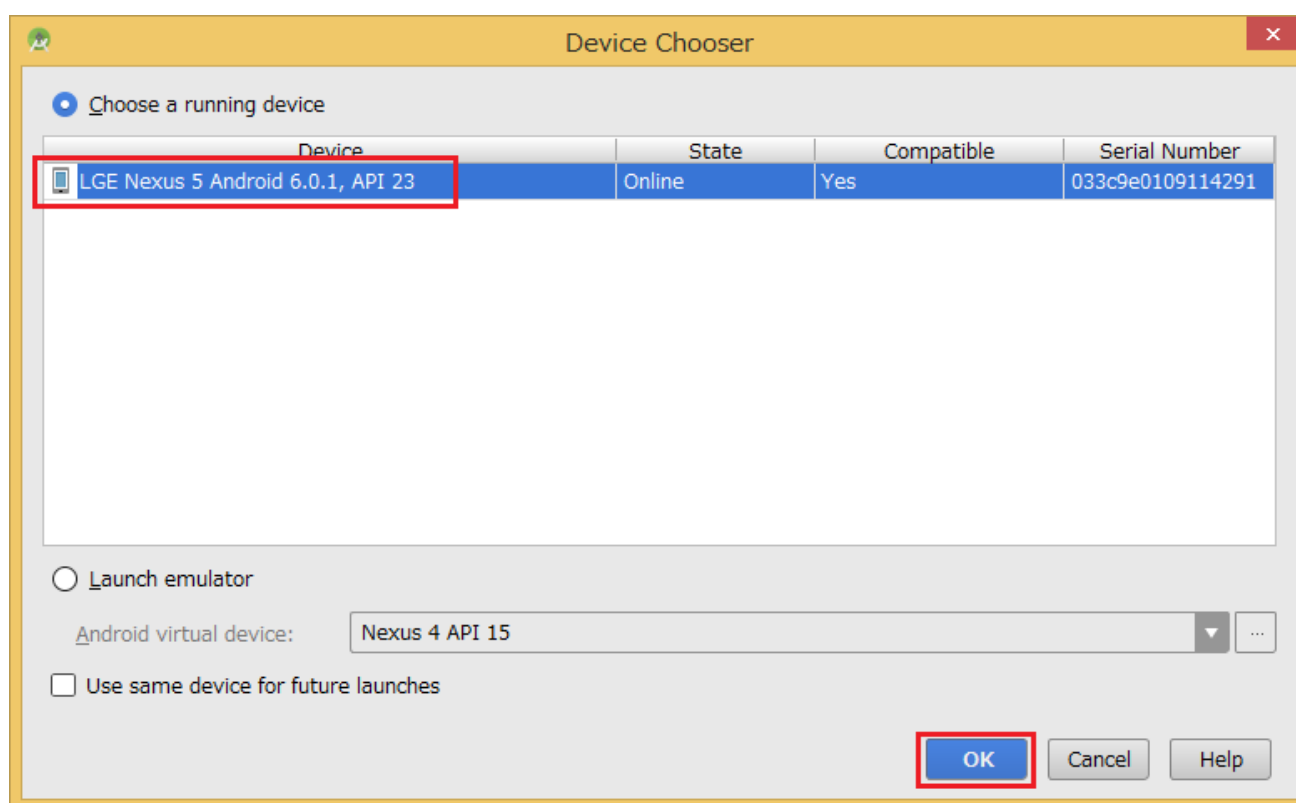 Device Chooser
Choose a running device
Device State Compatible Serial Number
LGE Nexus 5 Android 6.0.1, API 23 Online Yes 033c9e0109114291
Launch emulator
Android virtual device: Nexus 4 API 15 ...
Use same device for future launches
OK Cancel Help